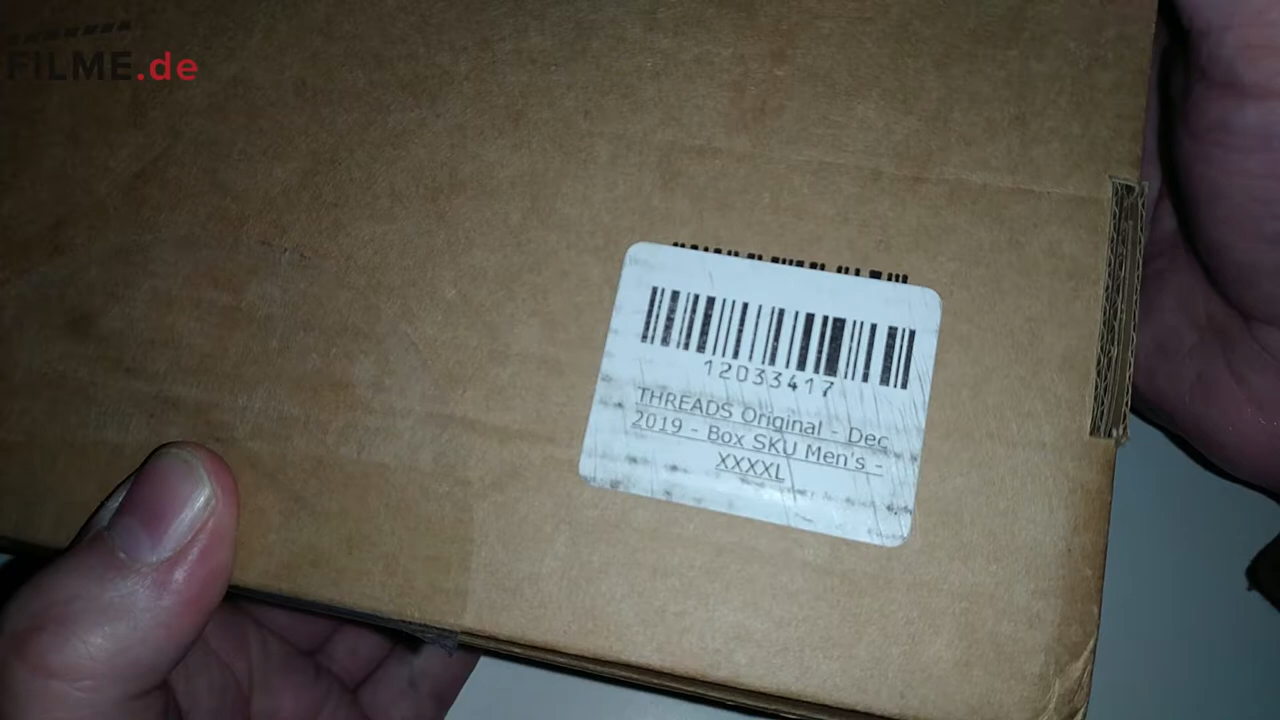 FILME.de
12033417
THREADS Original - Dec
2019 - Box SKU Men's -
XXXXL